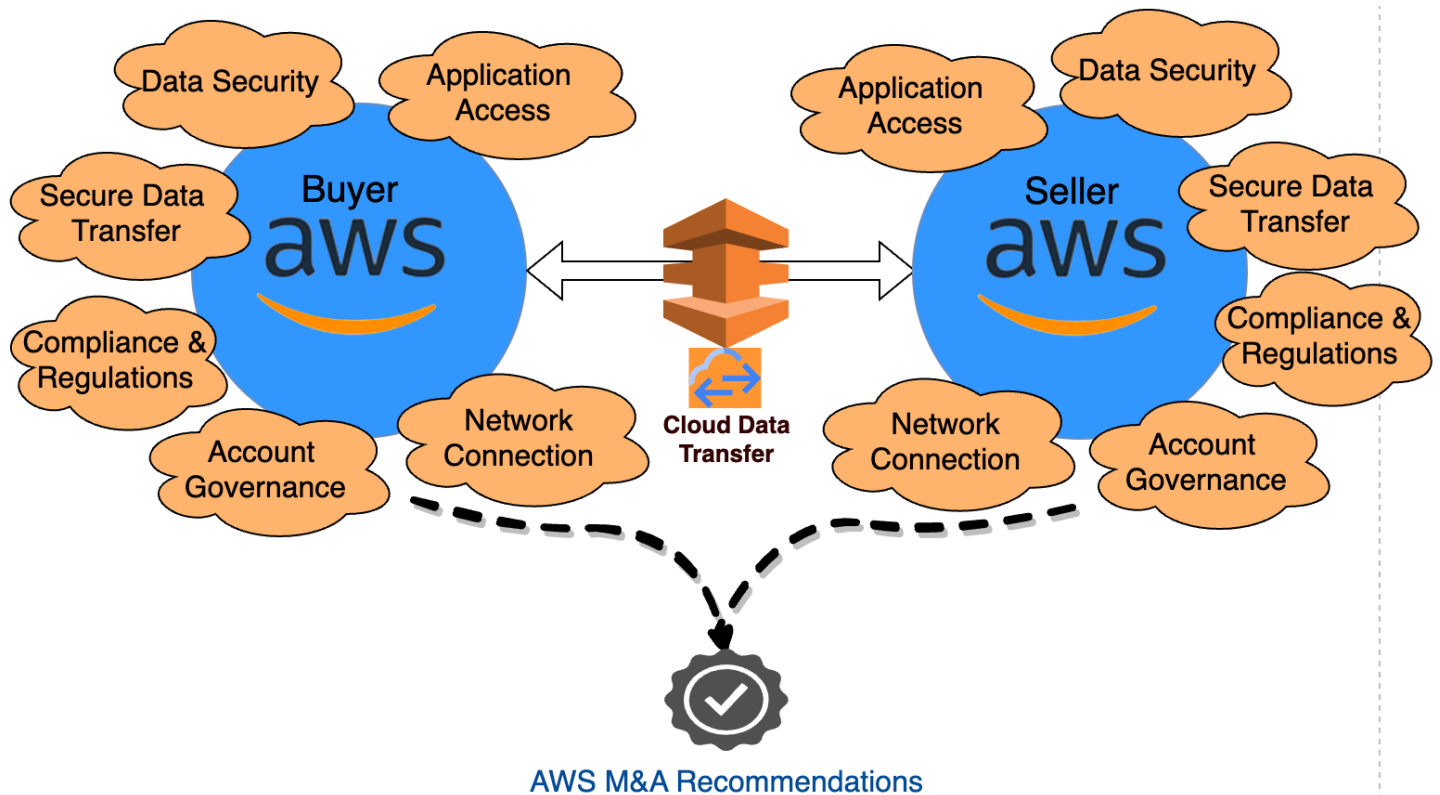 Data Security
Application
Access
Secure Data
Transfer
Buyer
aws
Compliance &
Regulations
Account
Governance
Network
Connection
Cloud Data
Transfer
Application
Access
Data Security
Seller
aws
Secure Data
Transfer
Compliance &
Regulations
Network
Connection
Account
Governance
AWS M&A Recommendations